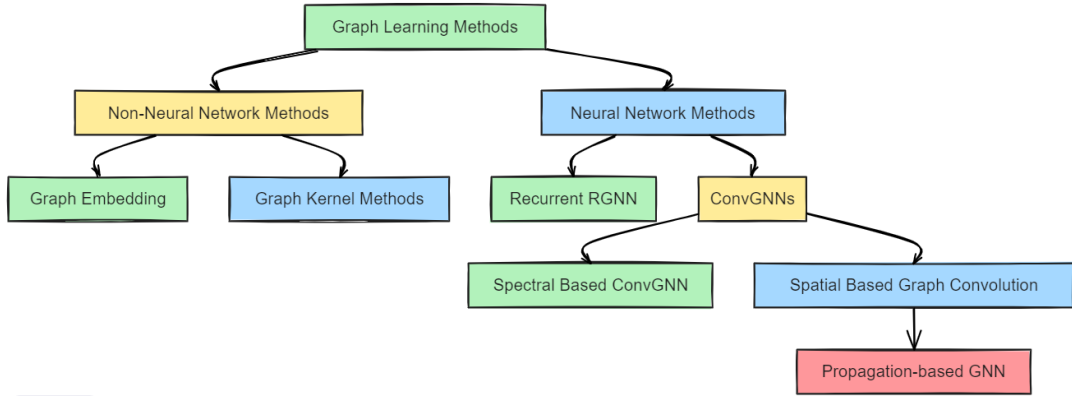 Graph Learning Methods
Non-Neural Network Methods
Neural Network Methods
Graph Embedding
Graph Kernel Methods
Recurrent RGNN
ConvGNNs
Spectral Based ConvGNN
Spatial Based Graph Convolution
Propagation-based GNN